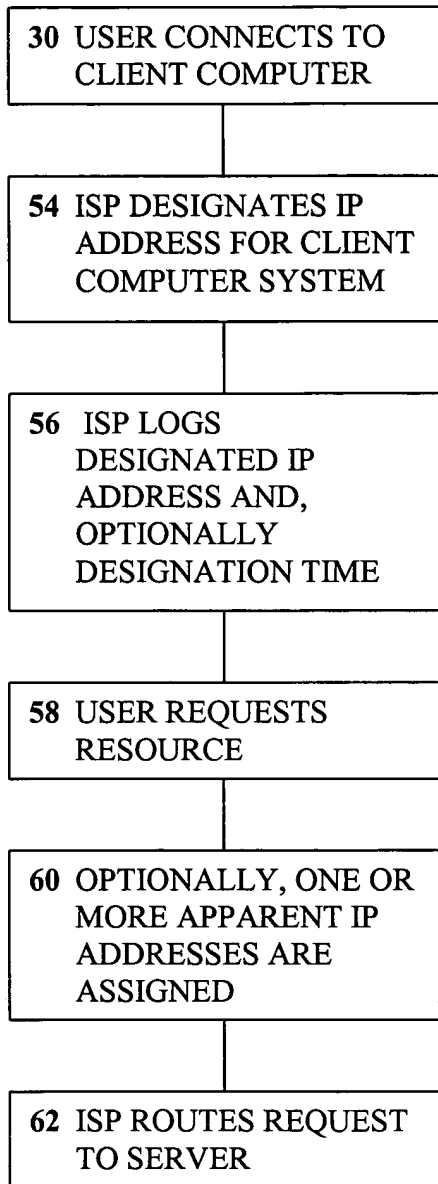 30 USER CONNECTS TO
CLIENT COMPUTER
54 ISP DESIGNATES IP
ADDRESS FOR CLIENT
COMPUTER SYSTEM
56 ISP LOGS
DESIGNATED IP
ADDRESS AND,
OPTIONALLY
DESIGNATION TIME
58 USER REQUESTS
RESOURCE
60 OPTIONALLY, ONE OR
MORE APPARENT IP
ADDRESSES ARE
ASSIGNED
62 ISP ROUTES REQUEST
TO SERVER